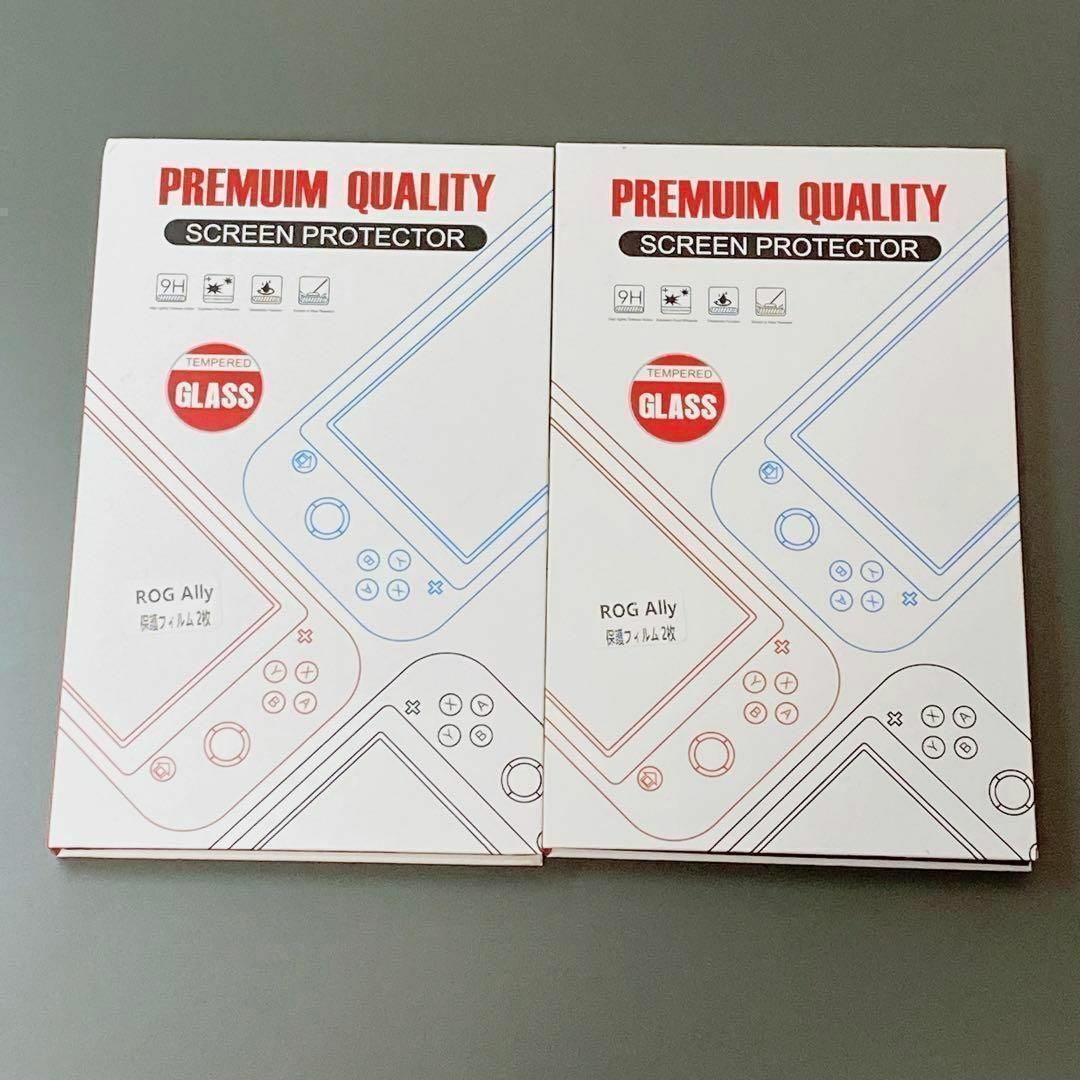 PREMUIM QUALITY
SCREEN PROTECTOR
9H
TEMPERED
GLASS
ROG Ally
保護フィルム 2枚
B
Y
A
X
Y
X
B
A
X
A
Y
B
PREMUIM QUALITY
SCREEN PROTECTOR
9H
TEMPERED
GLASS
ROG Ally
保護フィルム 2枚
B
Y
A
X
Y
X
B
A
X
A
Y
B